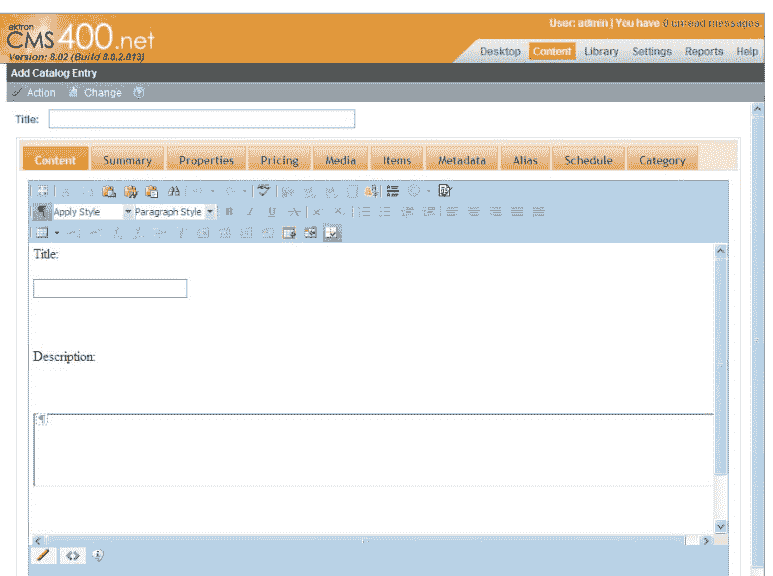 User: admin | You have 0 unread messages
ektron
CMS400.net
Version: 8.02 (Build 8.0.2.013)
Desktop Content Library Settings Reports Help
Add Catalog Entry
Action Change
Title:
Content Summary Properties Pricing Media Items Metadata Alias Schedule Category
Apply Style Paragraph Style B I U
Title:
Description: